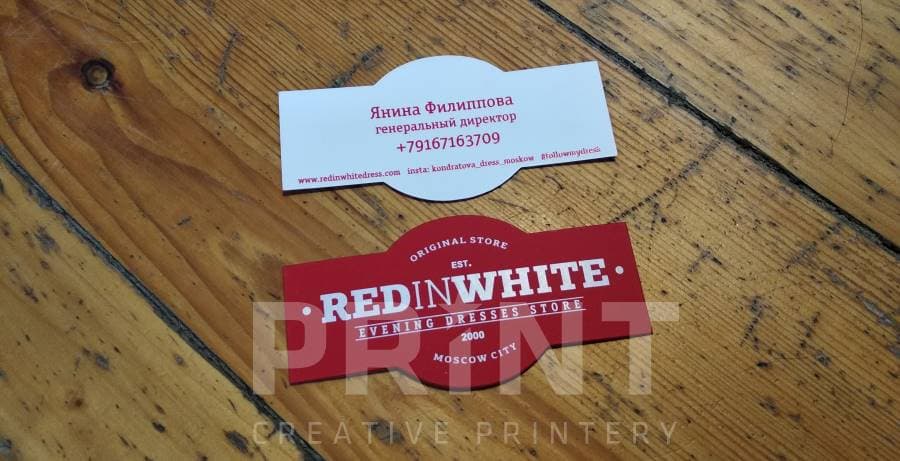 Янина Филиппова
генеральный директор
+79167163709
www.redinwhitedress.com insta: kondratova_dress_moskow #followmydress
ORIGINAL STORE
EST.
•REDINWHITE•
EVENING DRESSES STORE
2000
MOSCOW CITY
PRINT
CREATIVE PRINTERY